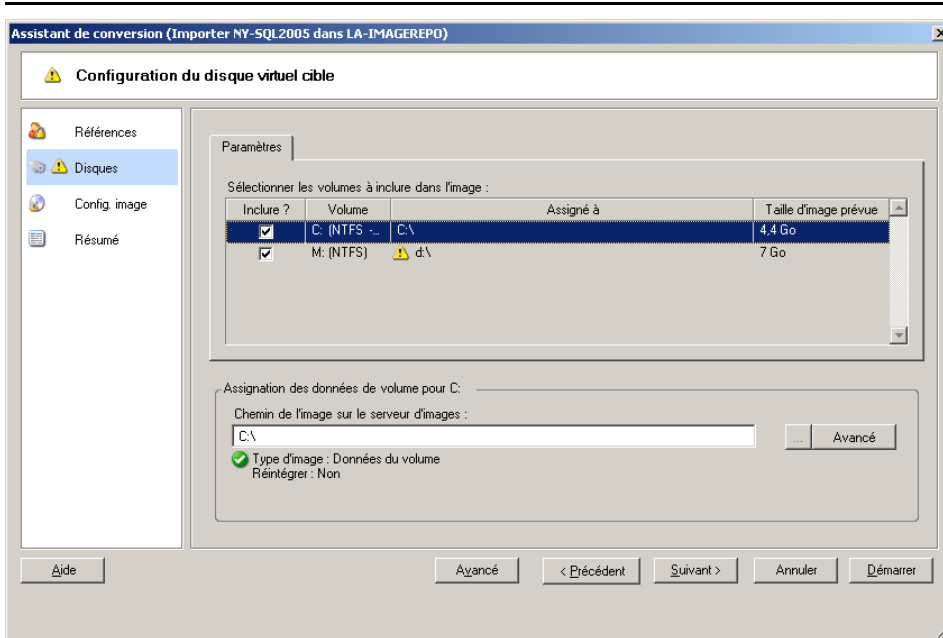 Assistant de conversion (Importer NY-SQL2005 dans LA-IMAGEREPO)
Configuration du disque virtuel cible
Références
Disques
Config. image
Résumé
Paramètres
Sélectionner les volumes à inclure dans l'image :
Inclure ? Volume Assigné à Taille d'image prévue
C: (NTFS -... C:\ 4,4 Go
M: (NTFS) d:\ 7 Go
Assignation des données de volume pour C:
Chemin de l'image sur le serveur d'images :
C:\ ... Avancé
Type d'image : Données du volume
Réintégrer : Non
Aide Avancé < Précédent Suivant > Annuler Démarrer